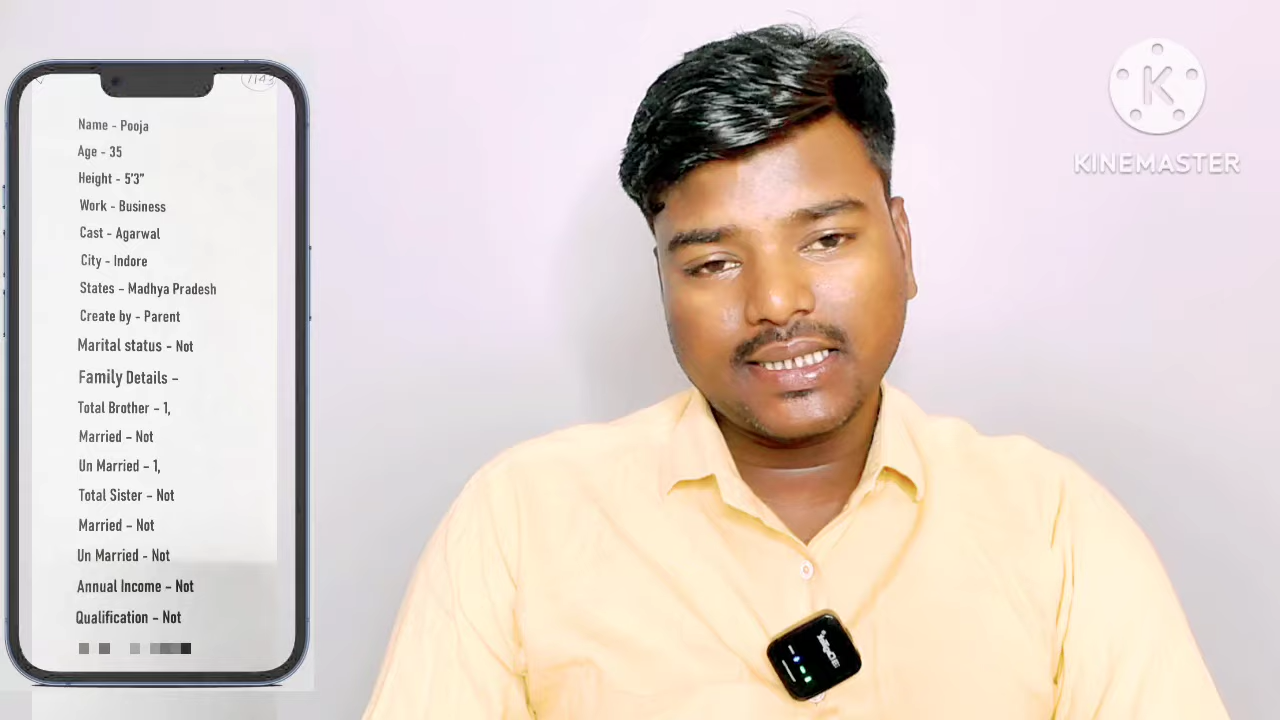 1143
Name - Pooja
Age - 35
Height - 5'3"
Work - Business
Cast - Agarwal
City - Indore
States - Madhya Pradesh
Create by - Parent
Marital status - Not
Family Details -
Total Brother - 1,
Married - Not
Un Married - 1,
Total Sister - Not
Married - Not
Un Married - Not
Annual Income - Not
Qualification - Not
K
KINEMASTER